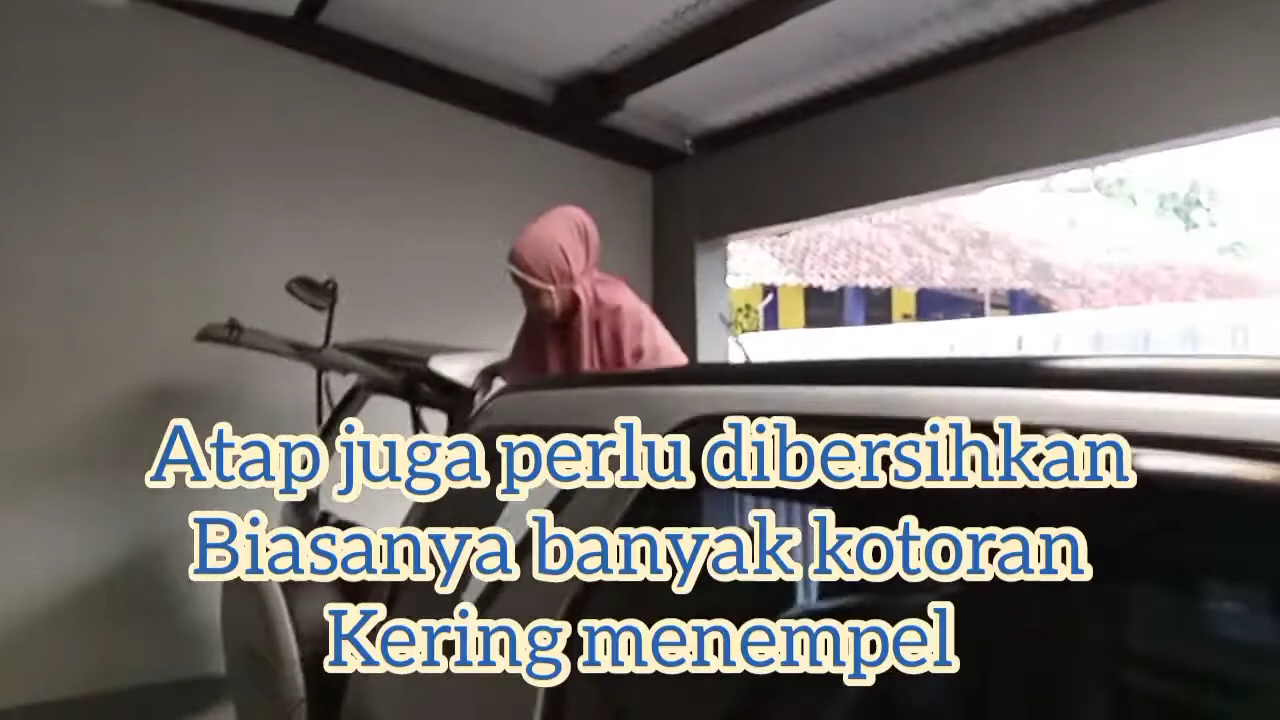 Atap juga perlu dibersihkan
Biasanya banyak kotoran
Kering menempel